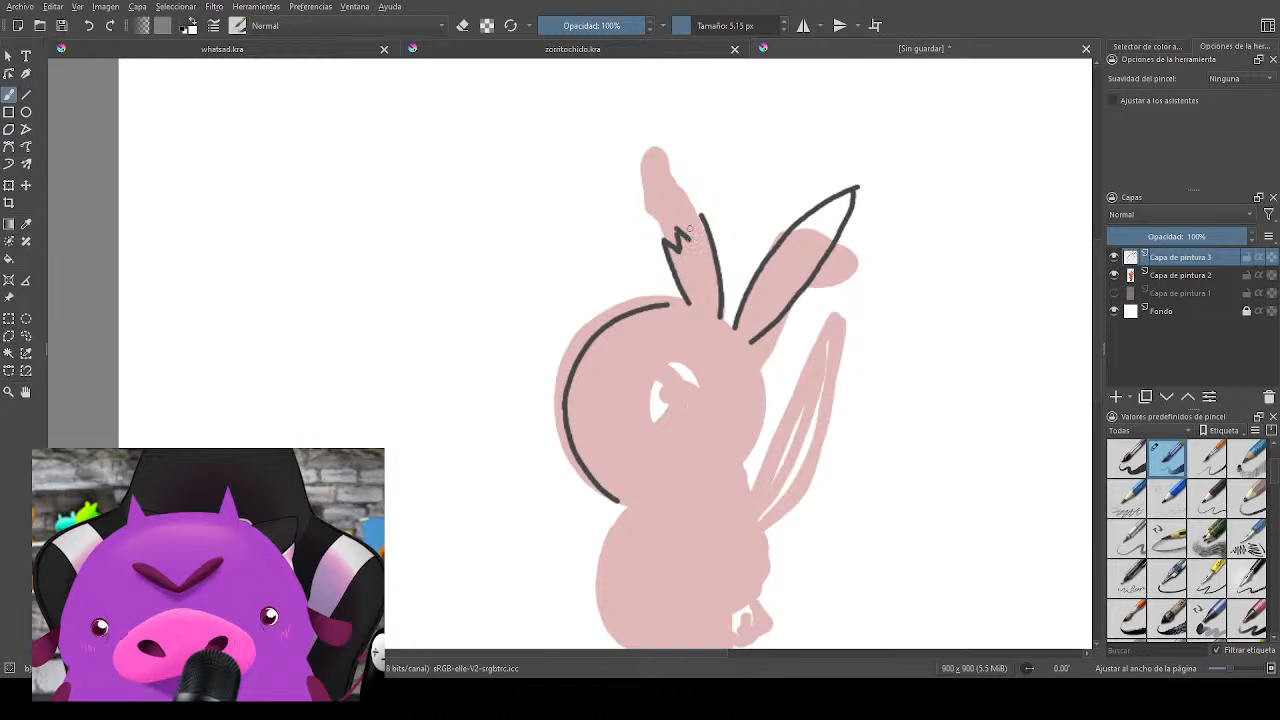 Archivo Editar Ver Imagen Capa Seleccionar Filtro Herramientas Preferencias Ventana Ayuda
Normal Opacidad: 100% Tamaño: 5.15 px
whatsad.kra zorritochido.kra [Sin guardar] * Selector de color a... Opciones de la her...
Opciones de la herramienta
Suavidad del pincel: Ninguna
Ajustar a los asistentes
Capas
Normal
Opacidad: 100%
Capa de pintura 3
Capa de pintura 2
Capa de pintura 1
Fondo
Valores predefinidos de pincel
Todas Etiqueta
Buscar Filtrar etiqueta
8 bits/canal) sRGB-elle-V2-srgbtrc.icc 900 x 900 (5.5 MiB) 0.00° Ajustar al ancho de la página